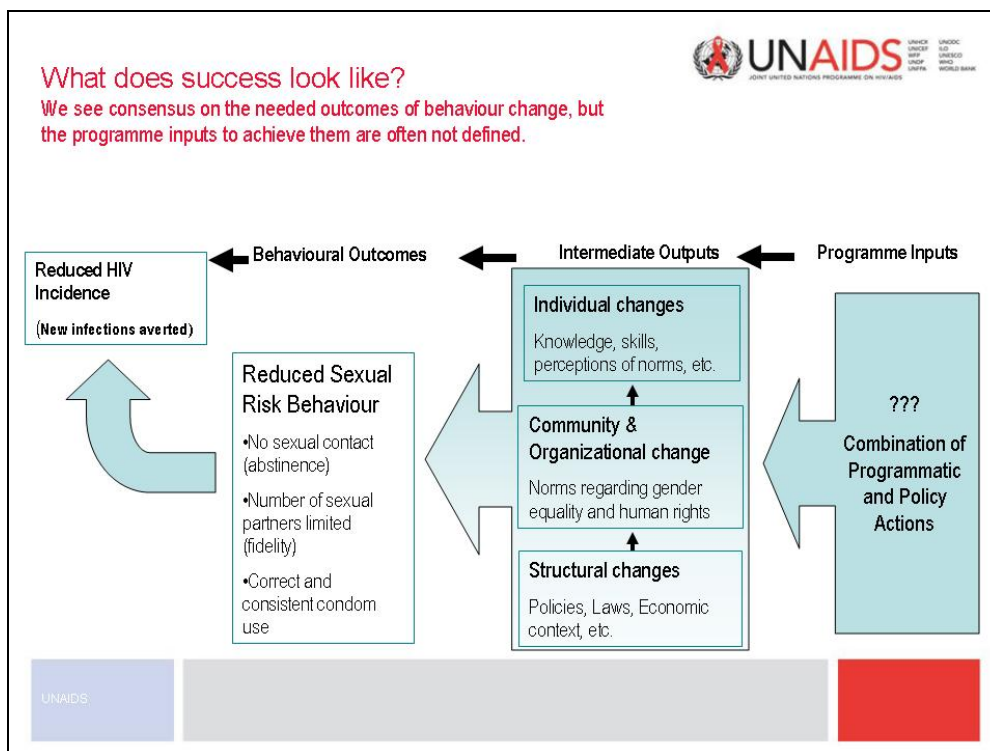 What does success look like?
We see consensus on the needed outcomes of behaviour change, but
the programme inputs to achieve them are often not defined.
UNAIDS
JOINT UNITED NATIONS PROGRAMME ON HIV/AIDS
UNHCR
UNICEF
WFP
UNDP
UNFPA
UNODC
ILO
UNESCO
WHO
WORLD BANK
Reduced HIV
Incidence
(New infections averted)
Behavioural Outcomes
Intermediate Outputs
Programme Inputs
Reduced Sexual
Risk Behaviour
•No sexual contact
(abstinence)
•Number of sexual
partners limited
(fidelity)
•Correct and
consistent condom
use
Individual changes
Knowledge, skills,
perceptions of norms, etc.
Community &
Organizational change
Norms regarding gender
equality and human rights
Structural changes
Policies, Laws, Economic
context, etc.
???
Combination of
Programmatic
and Policy
Actions
UNAIDS